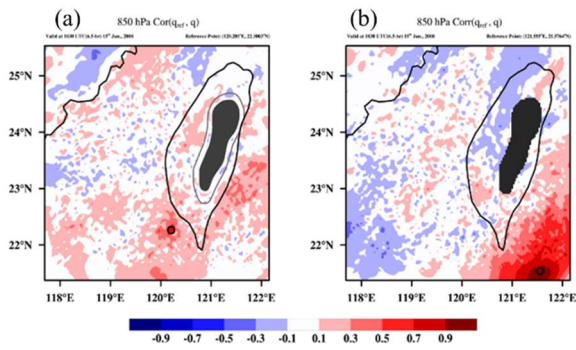 (a) 850 hPa Cor(qref, q)
(b) 850 hPa Corr(qref, q)
25°N
24°N
23°N
22°N
118°E 119°E 120°E 121°E 122°E
25°N
24°N
23°N
22°N
118°E 119°E 120°E 121°E 122°E
-0.9 -0.7 -0.5 -0.3 -0.1 0.1 0.3 0.5 0.7 0.9